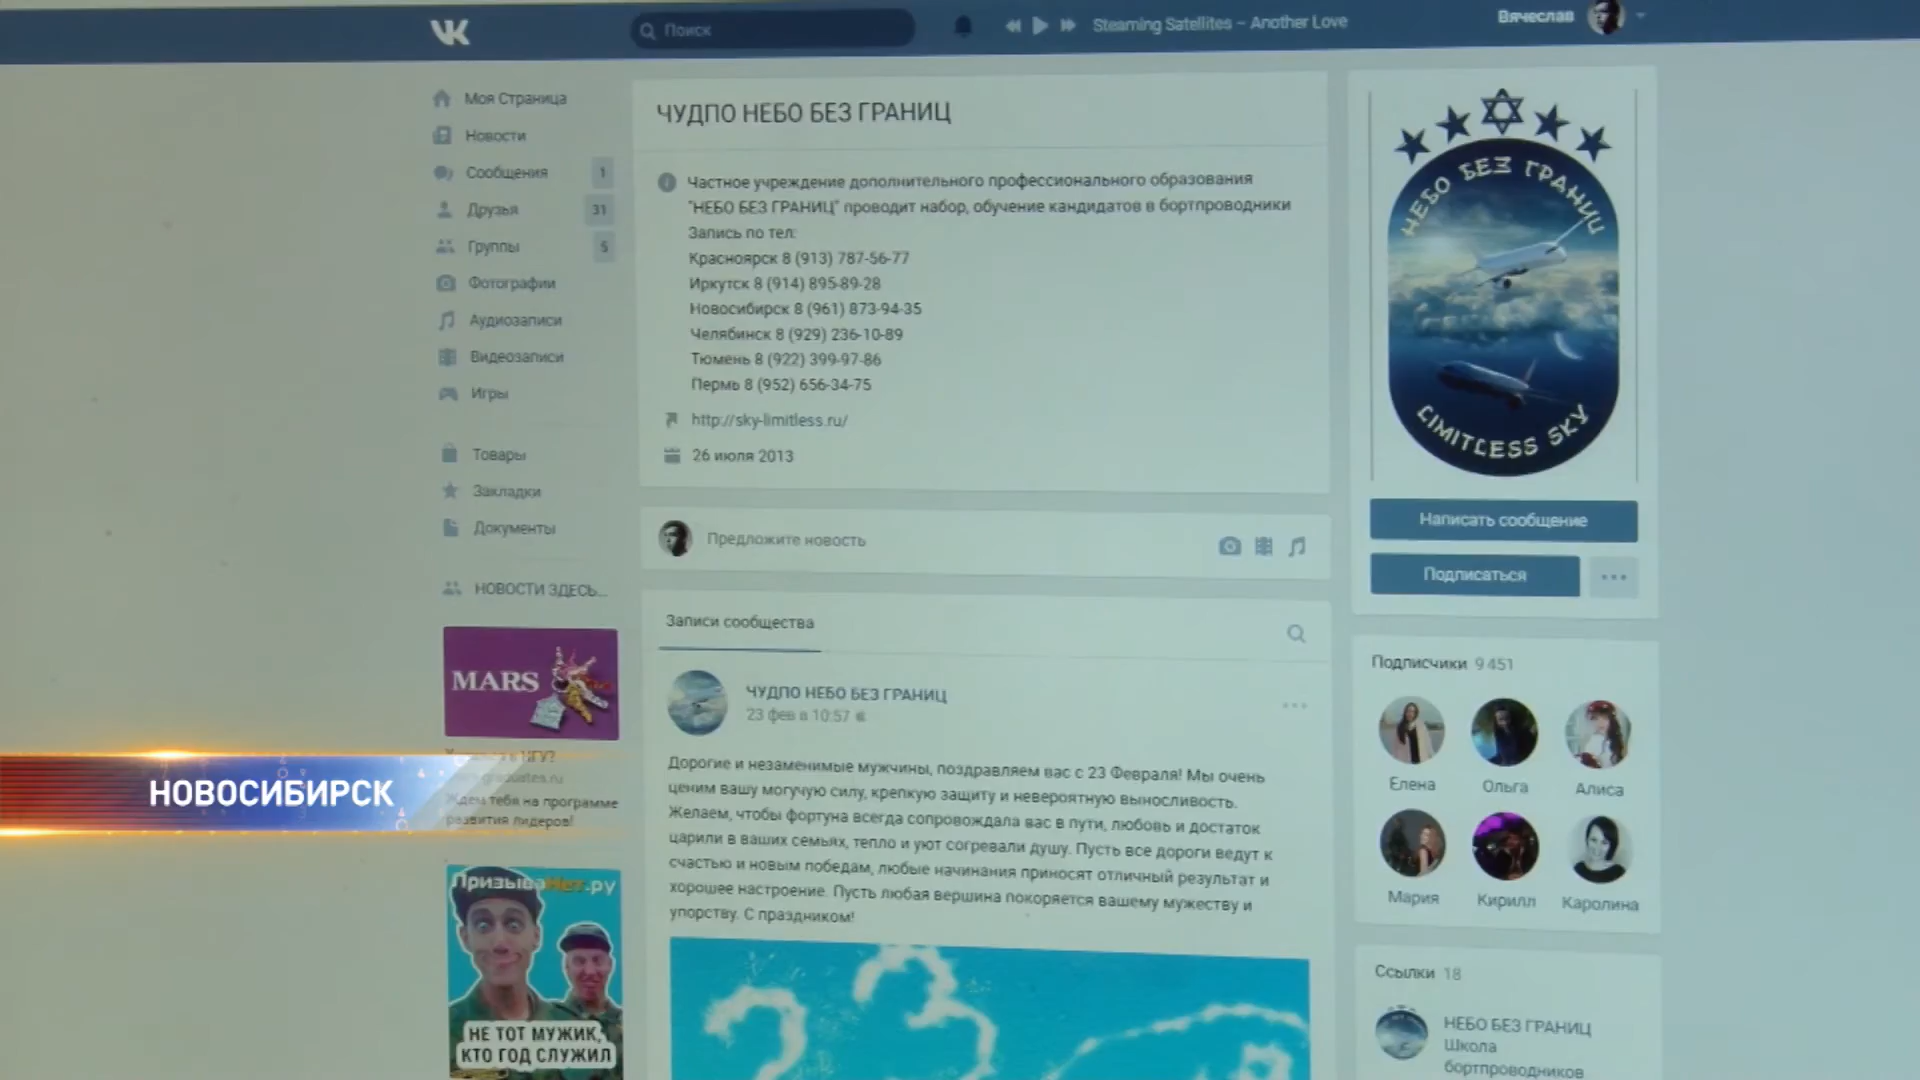 Поиск
Steaming Satellites – Another Love
Вячеслав
Моя Страница
Новости
Сообщения 1
Друзья 31
Группы 5
Фотографии
Аудиозаписи
Видеозаписи
Игры
Товары
Закладки
Документы
НОВОСТИ ЗДЕСЬ...
MARS
Ждем тебя на программе
развития лидеров!
ПризываНет.ру
НЕ ТОТ МУЖИК,
КТО ГОД СЛУЖИЛ
НОВОСИБИРСК
ЧУДПО НЕБО БЕЗ ГРАНИЦ
Частное учреждение дополнительного профессионального образования
"НЕБО БЕЗ ГРАНИЦ" проводит набор, обучение кандидатов в бортпроводники
Запись по тел:
Красноярск 8 (913) 787-56-77
Иркутск 8 (914) 895-89-28
Новосибирск 8 (961) 873-94-35
Челябинск 8 (929) 236-10-89
Тюмень 8 (922) 399-97-86
Пермь 8 (952) 656-34-75
http://sky-limitless.ru/
26 июля 2013
Предложите новость
Записи сообщества
ЧУДПО НЕБО БЕЗ ГРАНИЦ
23 фев в 10:57
Дорогие и незаменимые мужчины, поздравляем вас с 23 Февраля! Мы очень
ценим вашу могучую силу, крепкую защиту и невероятную выносливость.
Желаем, чтобы фортуна всегда сопровождала вас в пути, любовь и достаток
царили в ваших семьях, тепло и уют согревали душу. Пусть все дороги ведут к
счастью и новым победам, любые начинания приносят отличный результат и
хорошее настроение. Пусть любая вершина покоряется вашему мужеству и
упорству. С праздником!
23
НЕБО БЕЗ ГРАНИЦ
LIMITLESS SKY
Написать сообщение
Подписаться
Подписчики 9 451
Елена Ольга Алиса
Мария Кирилл Каролина
Ссылки 18
НЕБО БЕЗ ГРАНИЦ
Школа
бортпроводников